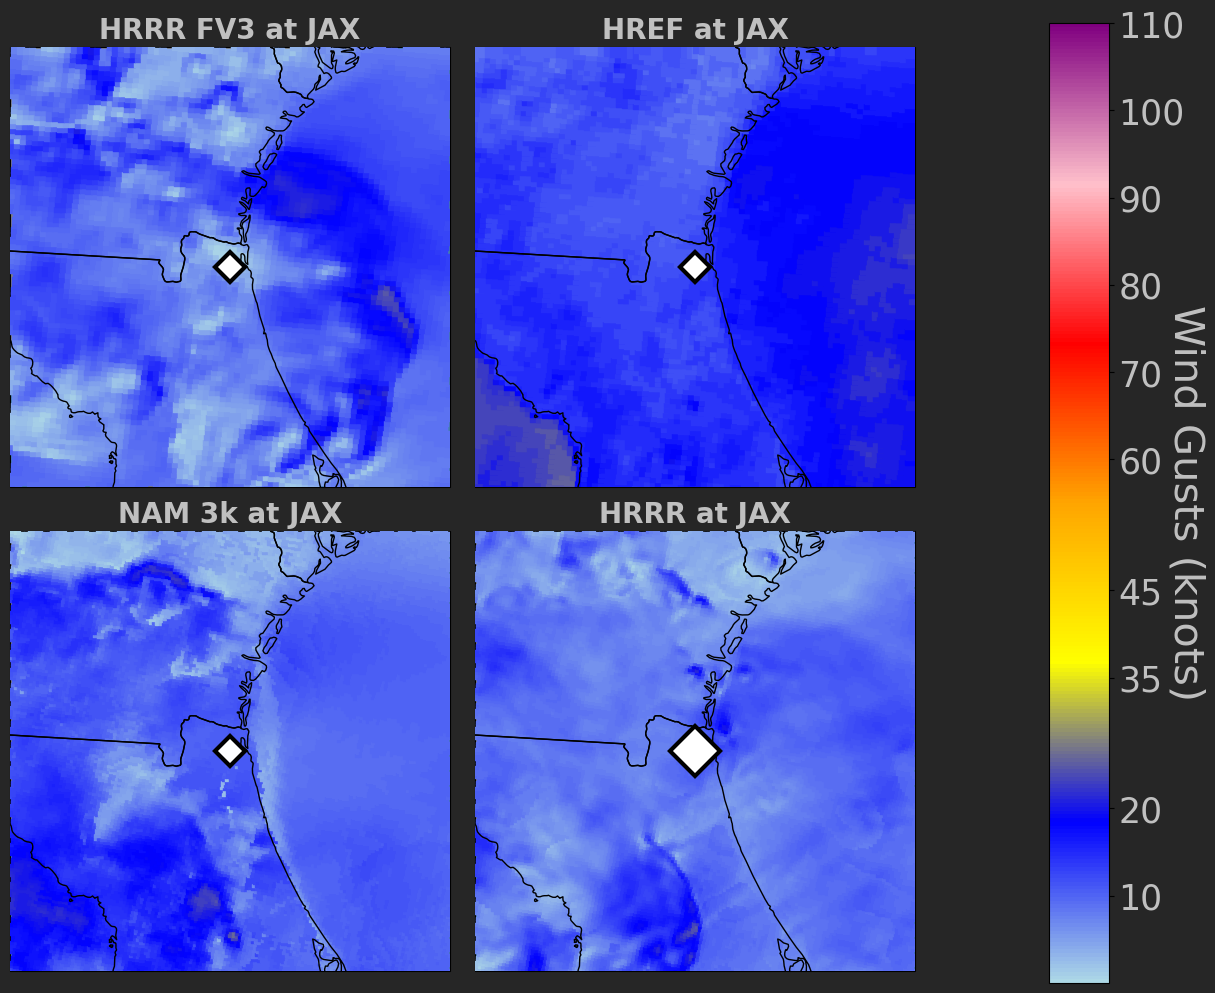 HRRR FV3 at JAX
HREF at JAX
NAM 3k at JAX
HRRR at JAX
110
100
90
80
70
60
45
35
20
10
Wind Gusts (knots)